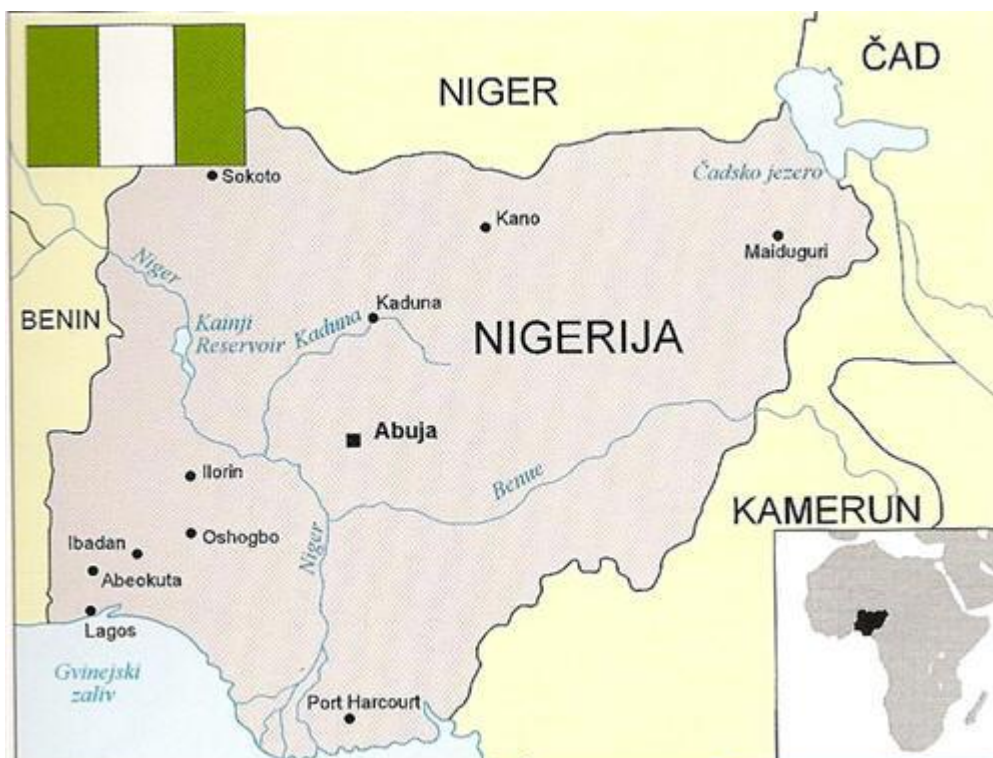 NIGER
ČAD
Sokoto
Čadsko jezero
Kano
Maiduguri
Niger
BENIN
Kainji
Reservoir
Kaduna
Kaduna
NIGERIJA
Abuja
Ilorin
Benue
KAMERUN
Niger
Oshogbo
Ibadan
Abeokuta
Lagos
Gvinejski
zaliv
Port Harcourt